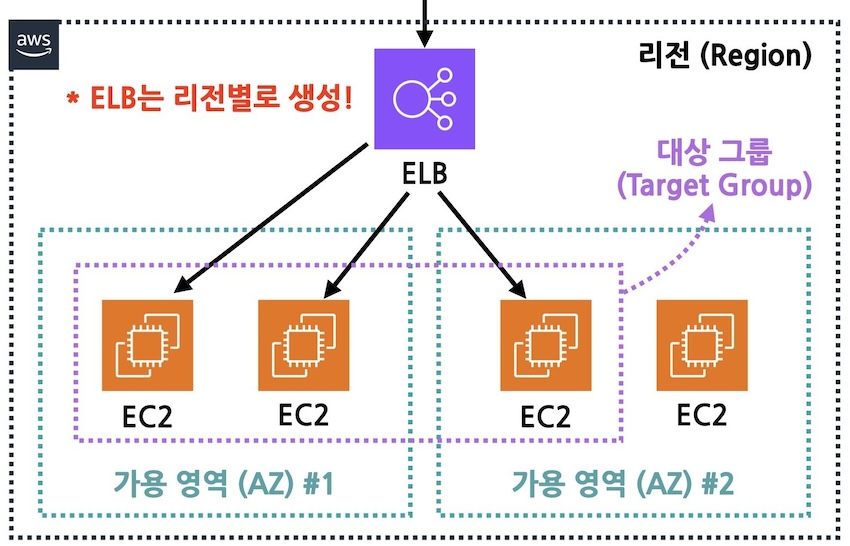 aws
리전 (Region)
* ELB는 리전별로 생성!
ELB
대상 그룹
(Target Group)
EC2
EC2
EC2
EC2
가용 영역 (AZ) #1
가용 영역 (AZ) #2